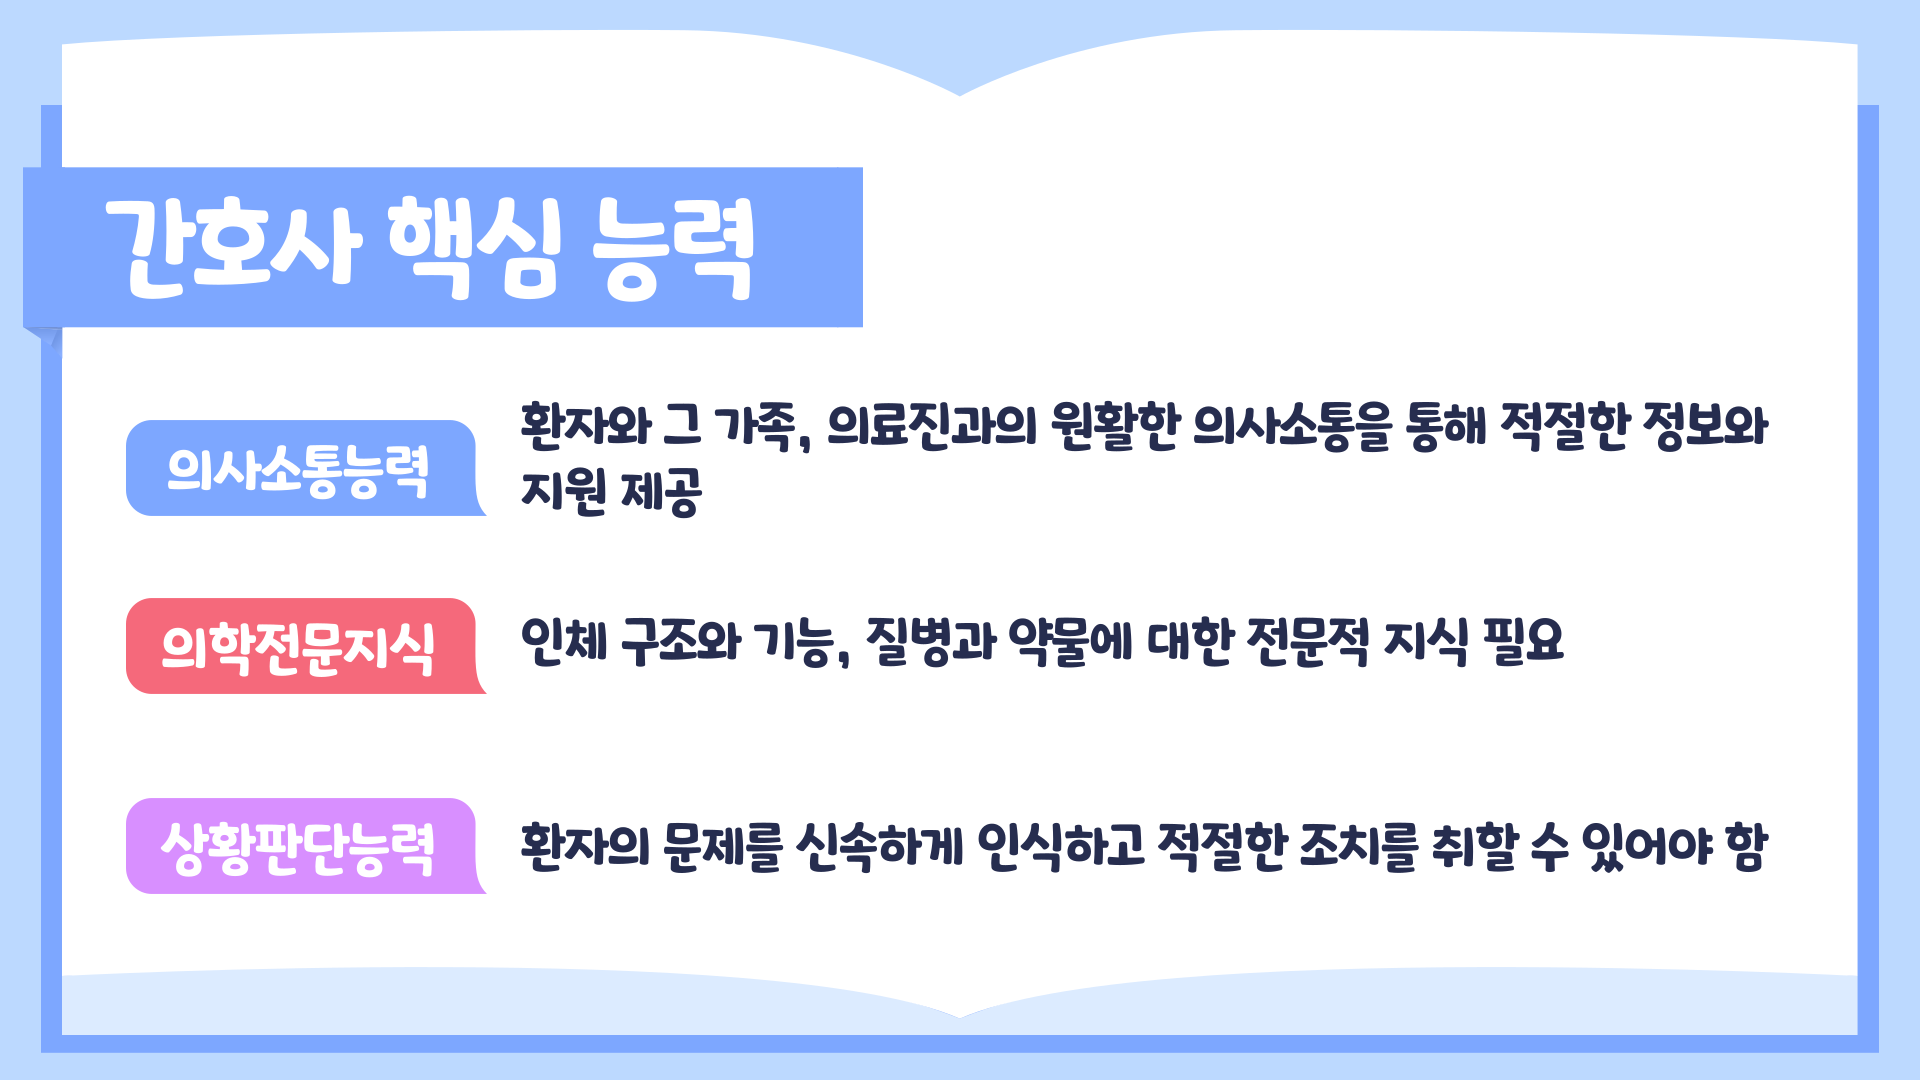 간호사 핵심 능력
의사소통능력
환자와 그 가족, 의료진과의 원활한 의사소통을 통해 적절한 정보와
지원 제공
의학전문지식
인체 구조와 기능, 질병과 약물에 대한 전문적 지식 필요
상황판단능력
환자의 문제를 신속하게 인식하고 적절한 조치를 취할 수 있어야 함